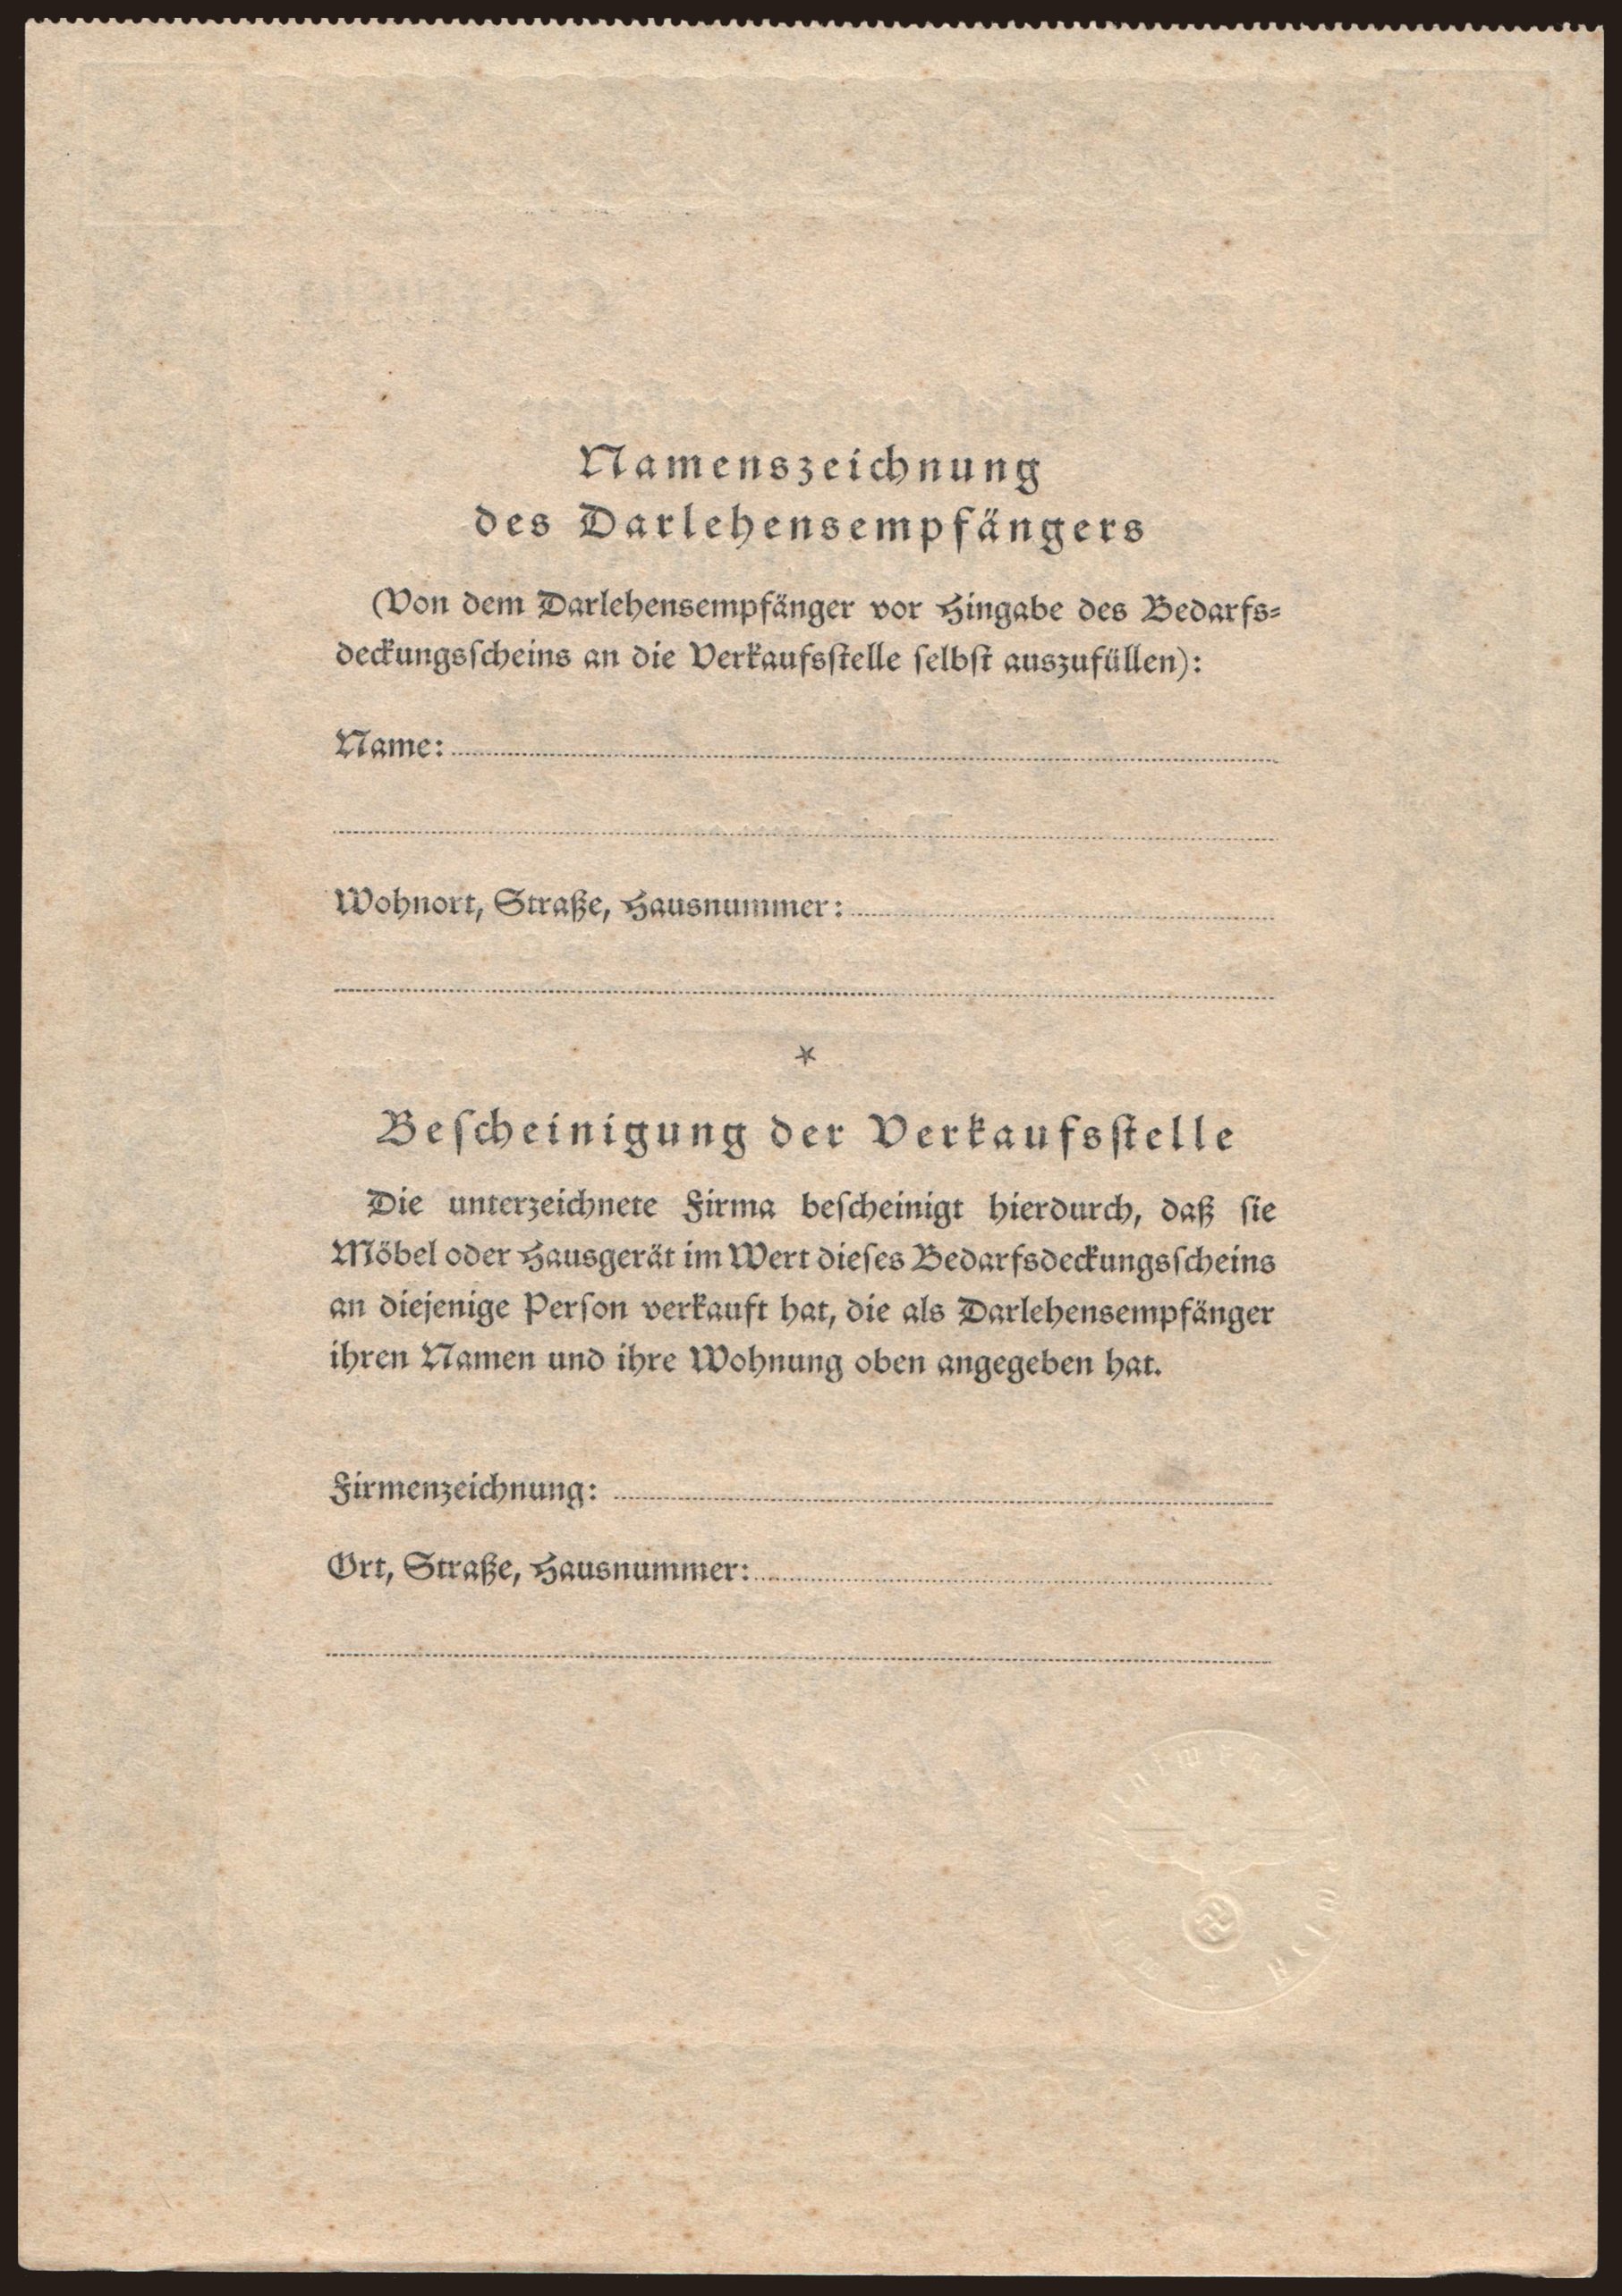 Namenszeichnung
des Darlehensempfängers
(Von dem Darlehensempfänger vor Hingabe des Bedarfs=
deckungsſcheins an die Verkaufsſtelle ſelbſt auszufüllen):
Name:
Wohnort, Straße, Hausnummer:
*
Beſcheinigung der Verkaufsſtelle
Die unterzeichnete Firma beſcheinigt hierdurch, daß ſie
Möbel oder Hausgerät im Wert dieſes Bedarfsdeckungsſcheins
an diejenige Perſon verkauft hat, die als Darlehensempfänger
ihren Namen und ihre Wohnung oben angegeben hat.
Firmenzeichnung:
Ort, Straße, Hausnummer: